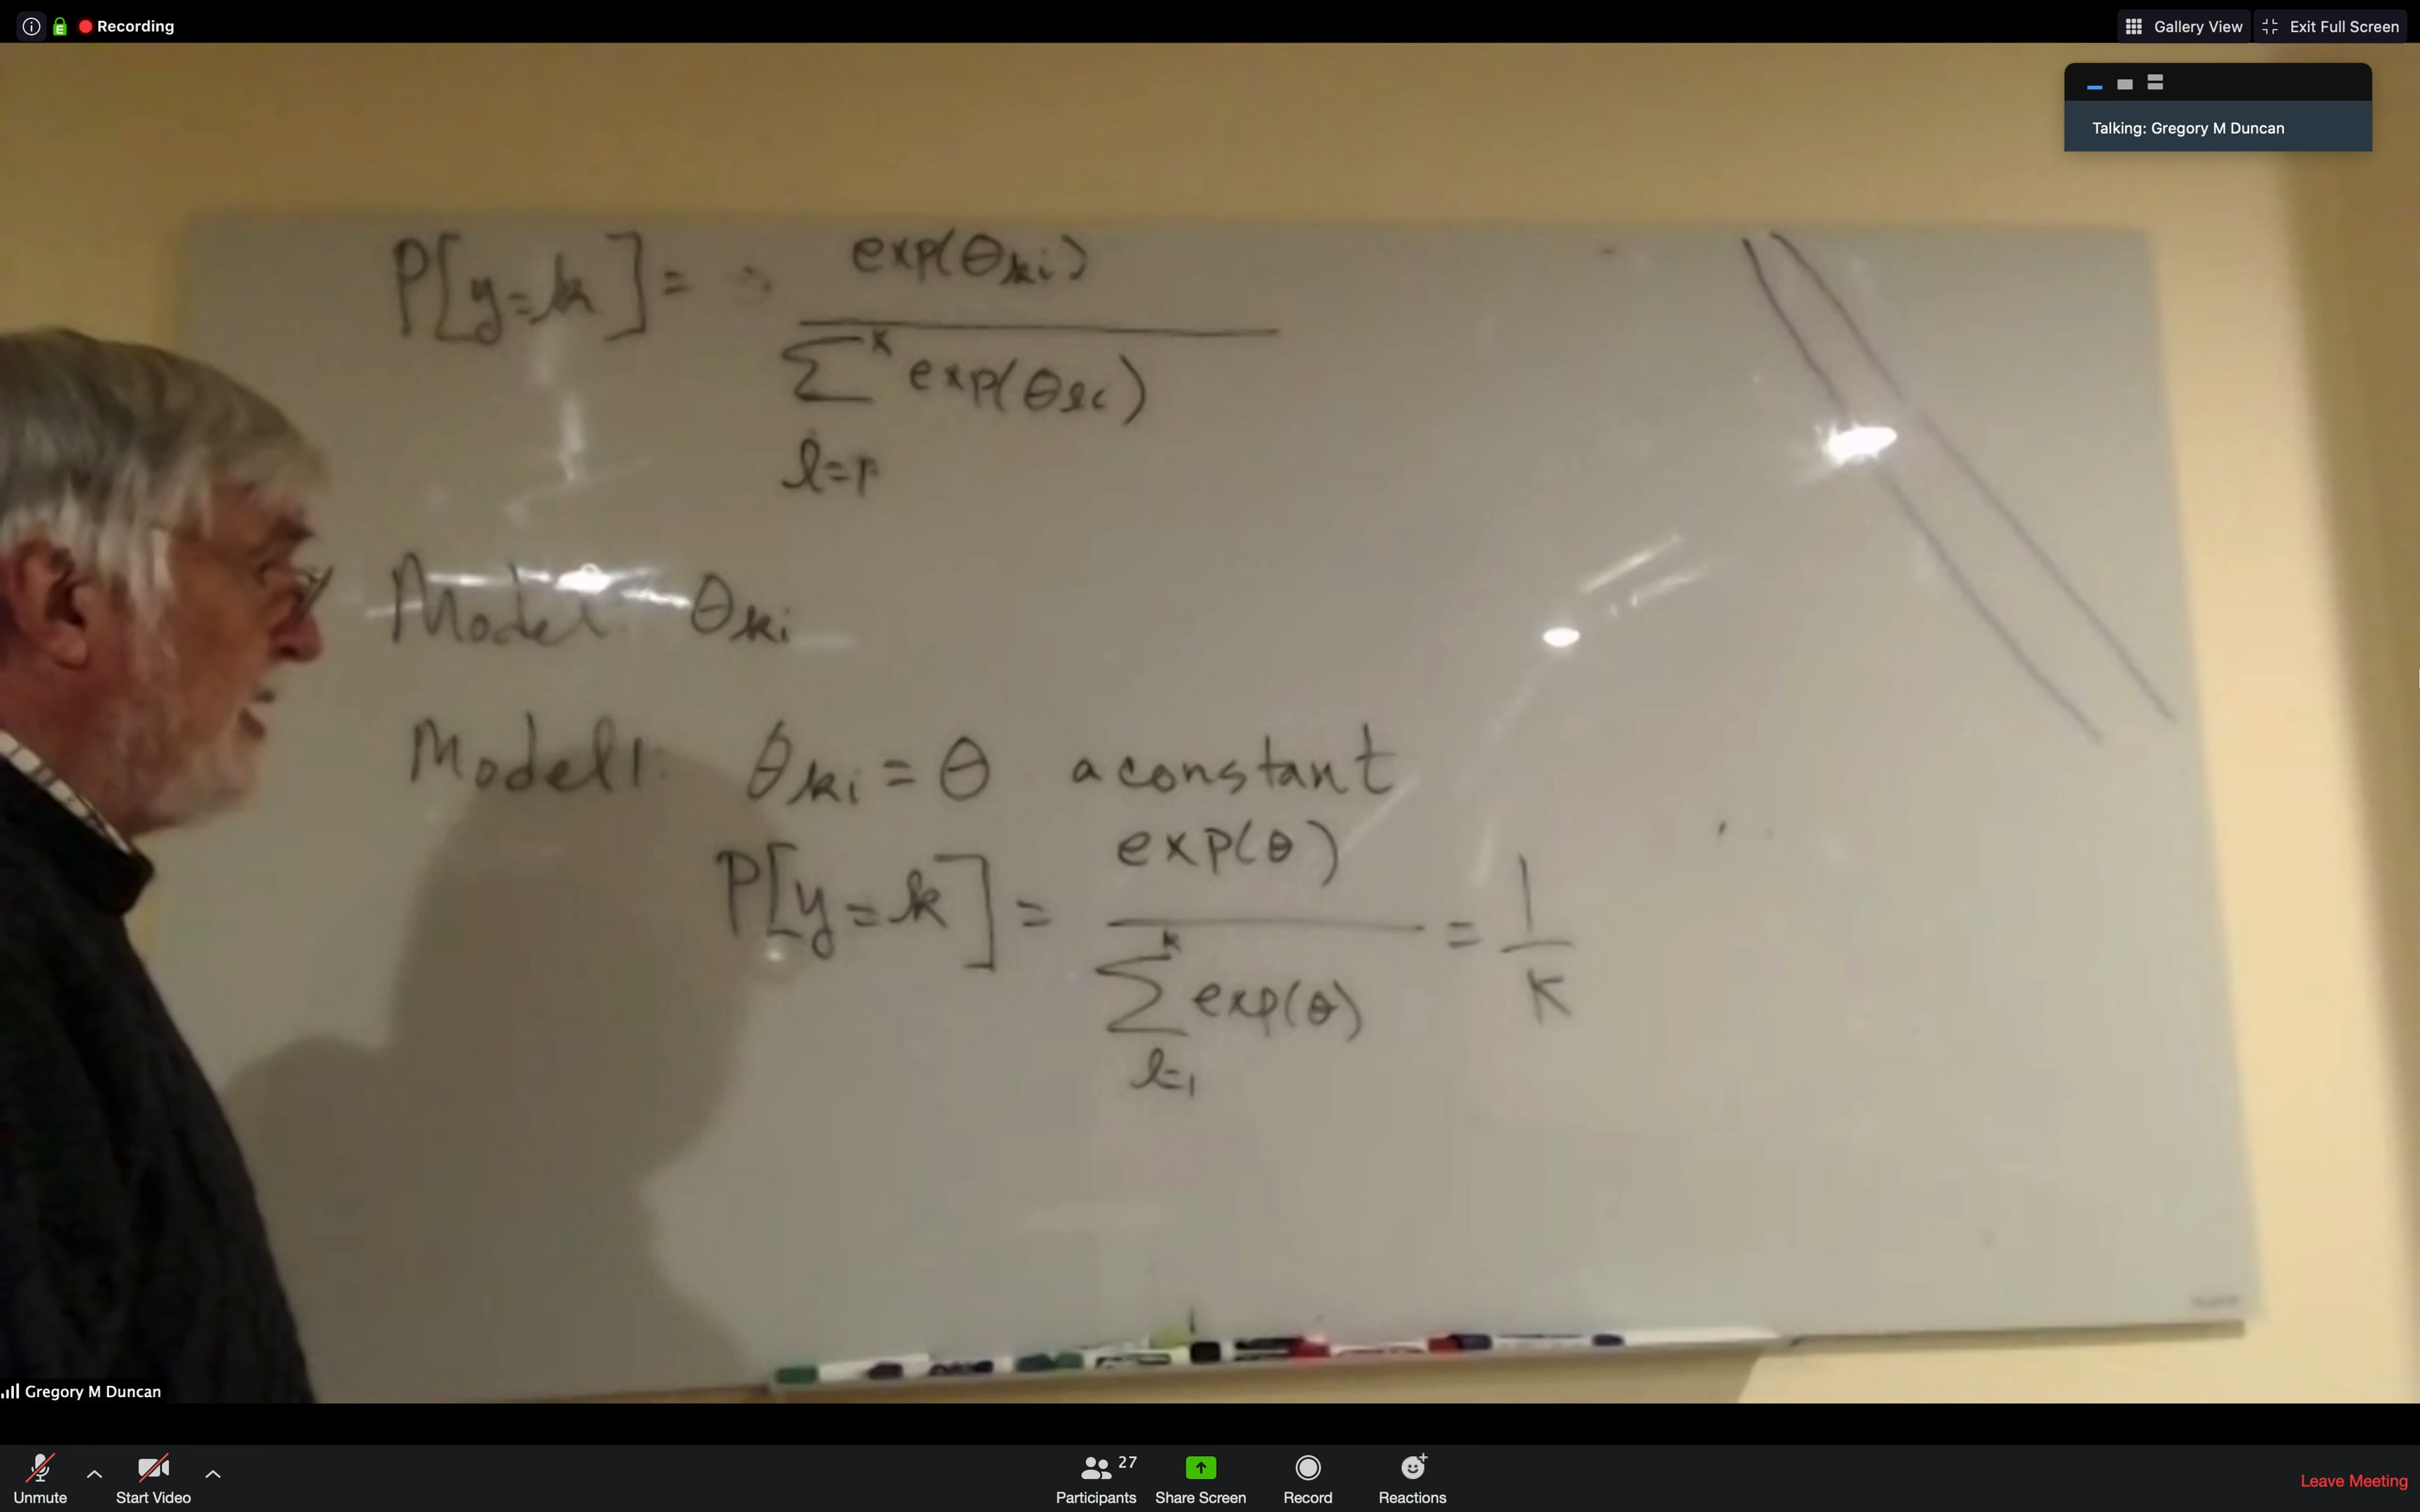 Recording
Gallery View
Exit Full Screen
Talking: Gregory M Duncan
P[y=k] = exp(θki)
Σ K exp(θℓi)
ℓ=1
Model: θki
Model 1: θki = θ a constant
P[y=k] = exp(θ) = 1
Σ K exp(θ) K
ℓ=1
Gregory M Duncan
Unmute
Start Video
Participants
27
Share Screen
Record
Reactions
Leave Meeting